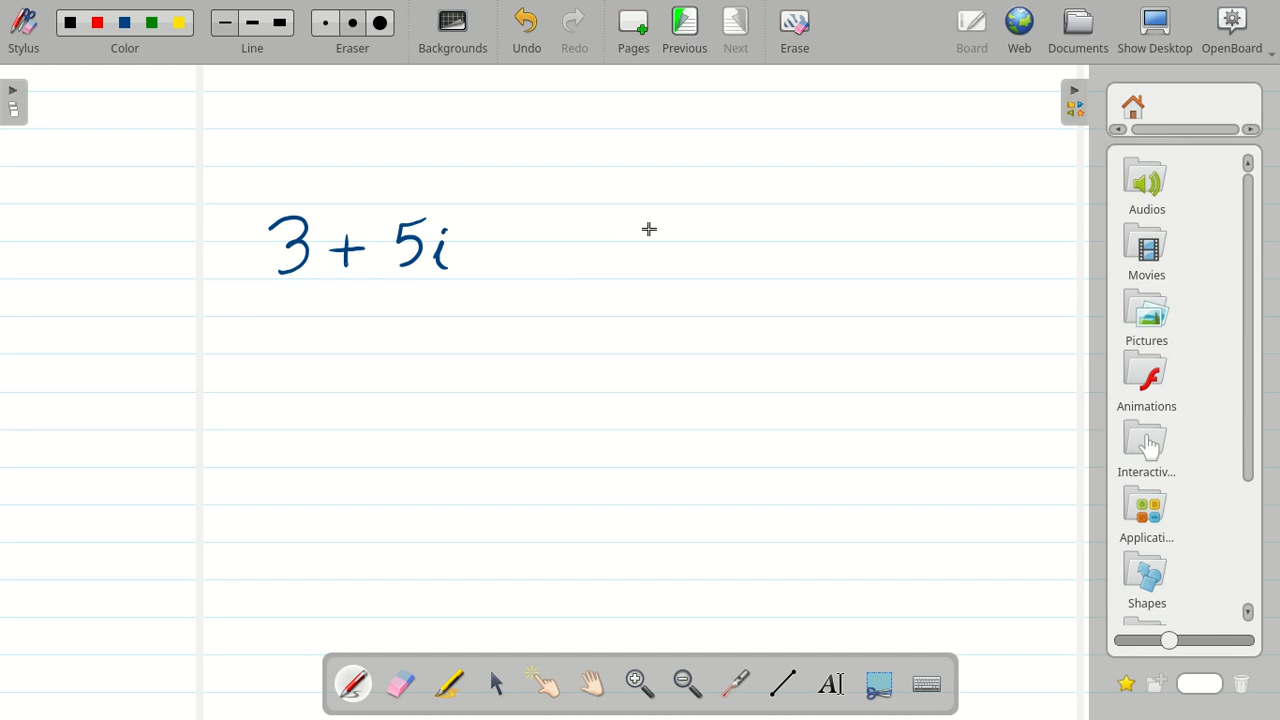 Stylus Color Line Eraser Backgrounds Undo Redo Pages Previous Next Erase Board Web Documents Show Desktop OpenBoard
3 + 5i
Audios
Movies
Pictures
Animations
Interactiv...
Applicati...
Shapes
AI